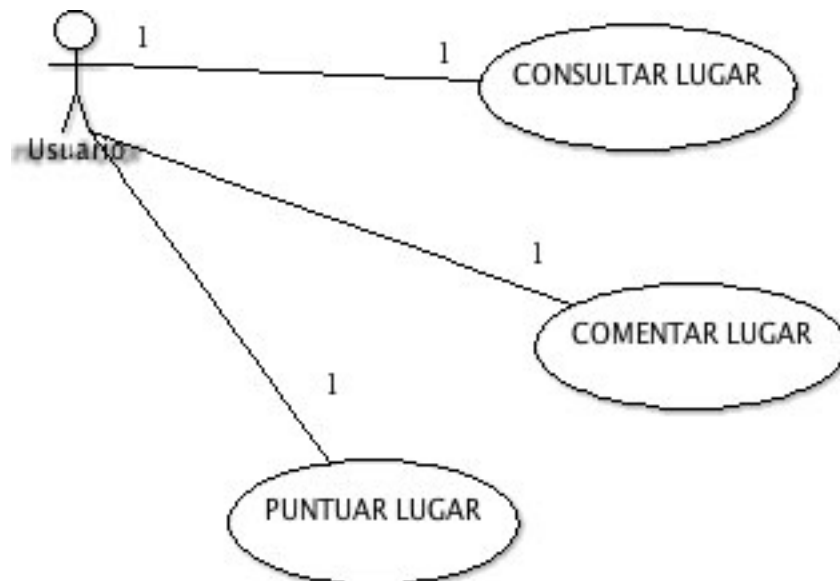 1
1
CONSULTAR LUGAR
Usuario
1
COMENTAR LUGAR
1
PUNTUAR LUGAR